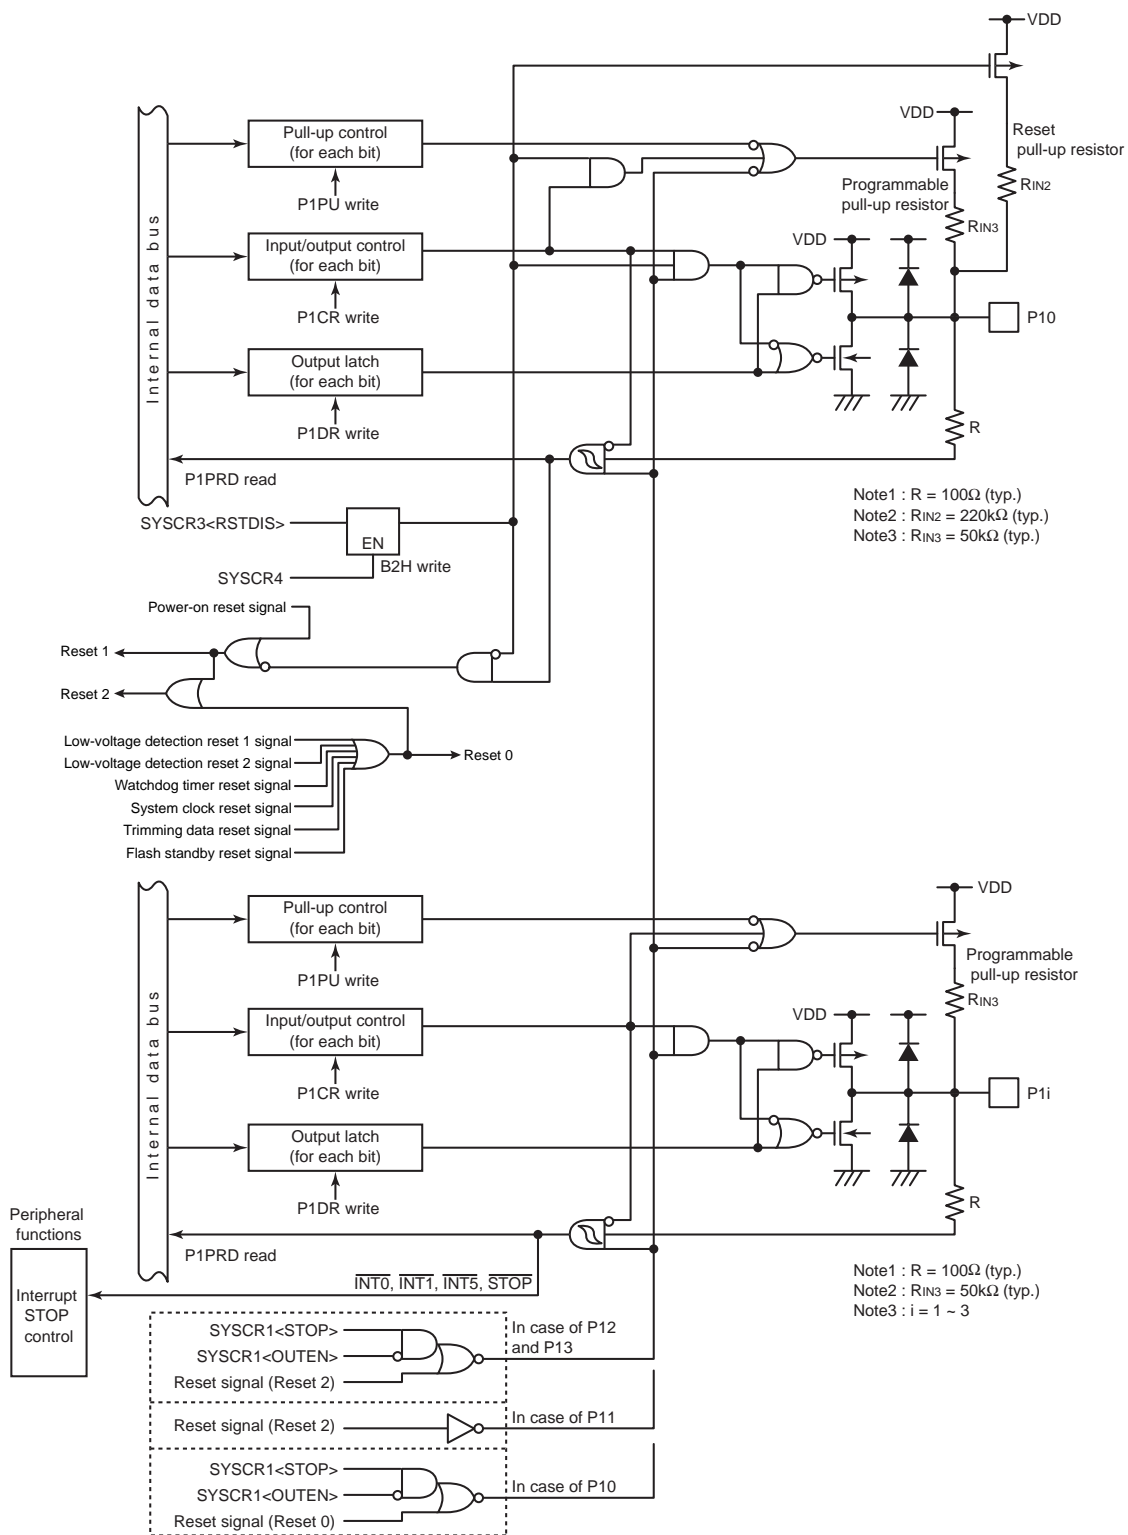 VDD
VDD
Reset
pull-up resistor
RIN2
Internal data bus
Pull-up control
(for each bit)
P1PU write
Programmable
pull-up resistor
RIN3
Input/output control
(for each bit)
P1CR write
VDD
P10
Output latch
(for each bit)
P1DR write
R
P1PRD read
Note1 : R = 100Ω (typ.)
Note2 : RIN2 = 220kΩ (typ.)
Note3 : RIN3 = 50kΩ (typ.)
SYSCR3<RSTDIS>
EN
B2H write
SYSCR4
Power-on reset signal
Reset 1
Reset 2
Low-voltage detection reset 1 signal
Low-voltage detection reset 2 signal
Watchdog timer reset signal
System clock reset signal
Trimming data reset signal
Flash standby reset signal
Reset 0
VDD
Internal data bus
Pull-up control
(for each bit)
P1PU write
Programmable
pull-up resistor
RIN3
Input/output control
(for each bit)
P1CR write
VDD
P1i
Output latch
(for each bit)
P1DR write
R
P1PRD read
Peripheral
functions
Interrupt
STOP
control
INT0, INT1, INT5, STOP
Note1 : R = 100Ω (typ.)
Note2 : RIN3 = 50kΩ (typ.)
Note3 : i = 1 ~ 3
SYSCR1<STOP>
SYSCR1<OUTEN>
Reset signal (Reset 2)
In case of P12
and P13
Reset signal (Reset 2)
In case of P11
SYSCR1<STOP>
SYSCR1<OUTEN>
Reset signal (Reset 0)
In case of P10